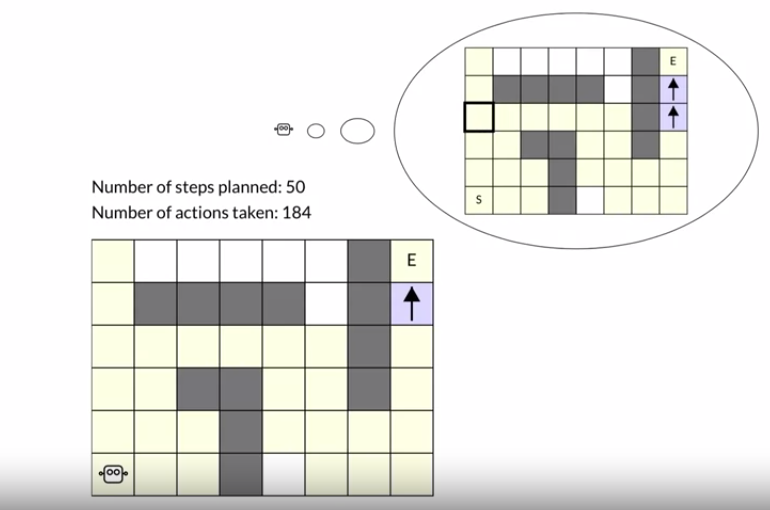 E
S
Number of steps planned: 50
Number of actions taken: 184
E